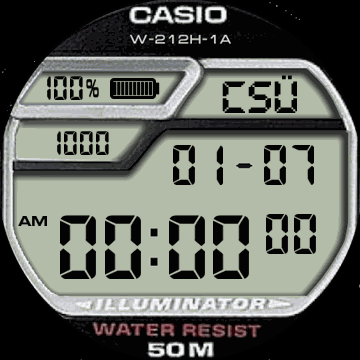 CASIO
W-212H-1A
100% CSÜ
1000
01-07
AM 00:00 00
ILLUMINATOR
WATER RESIST
50M